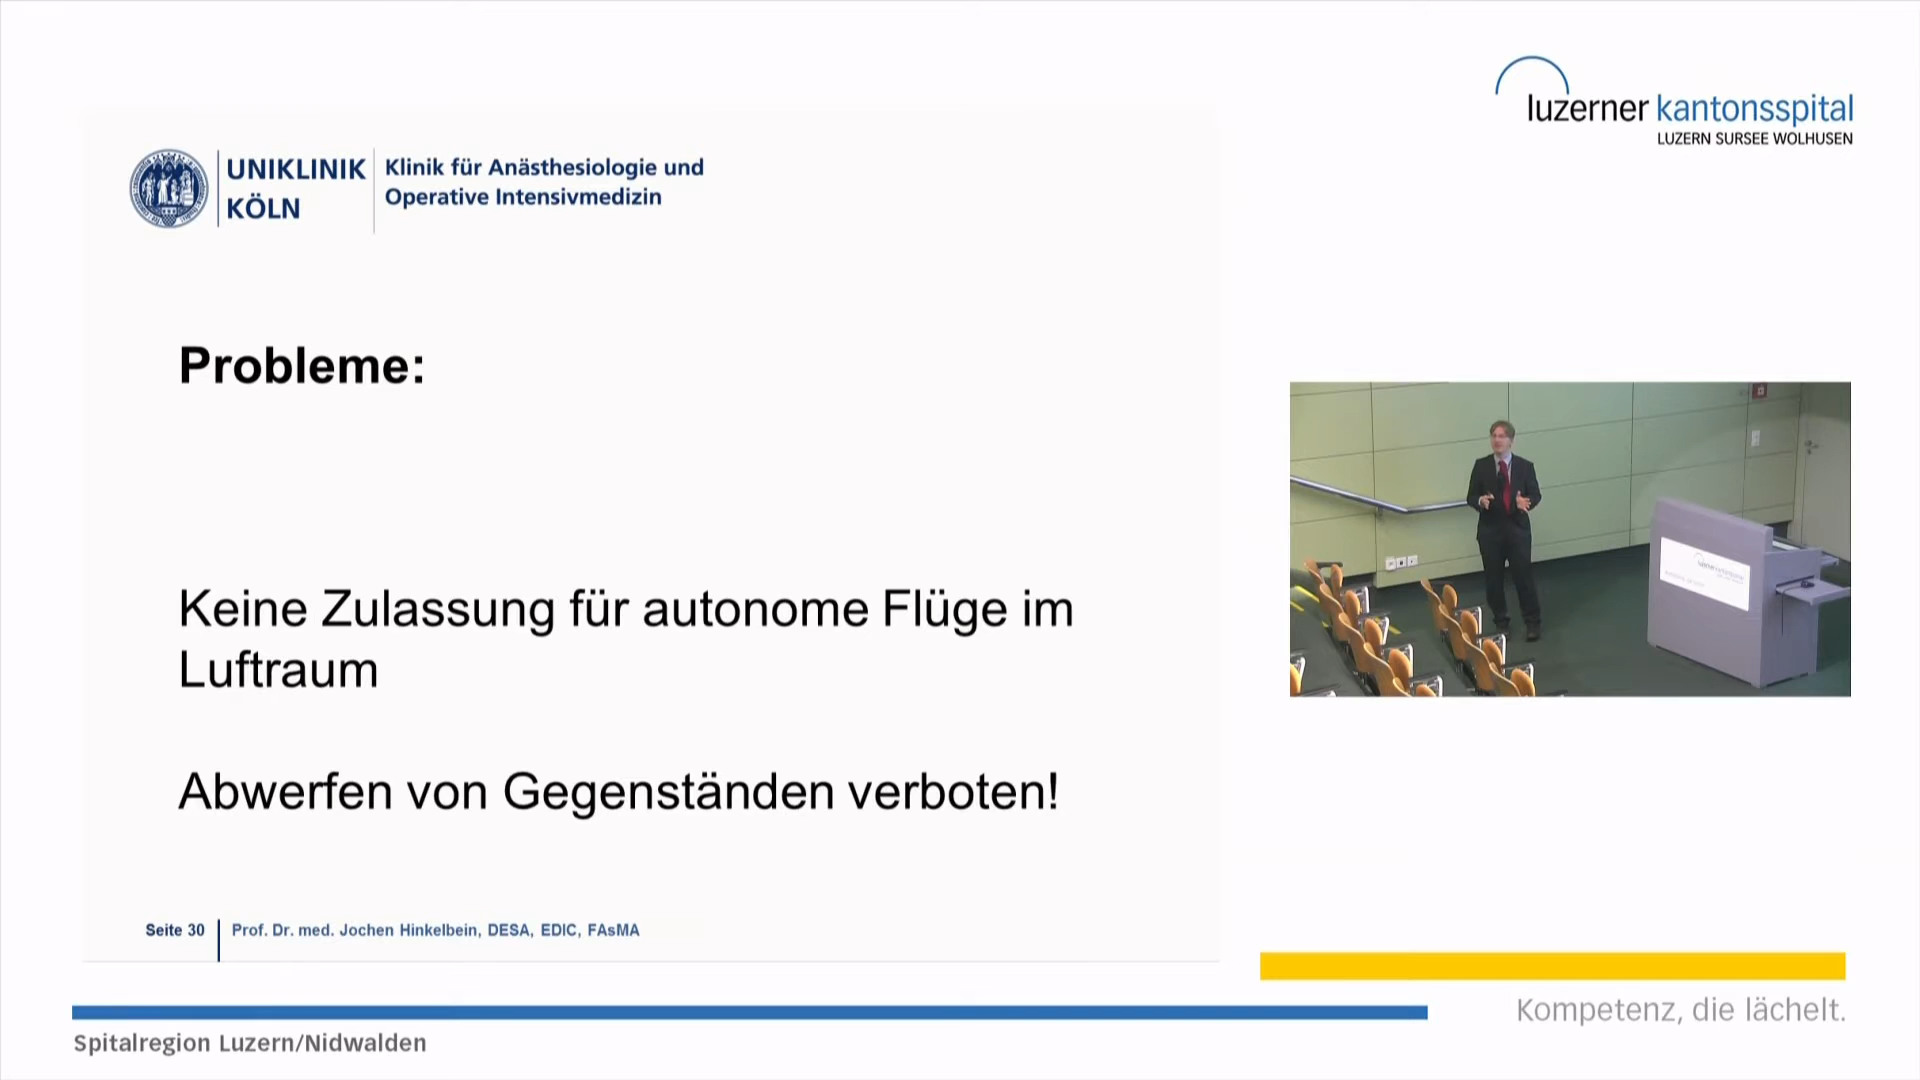 luzerner kantonsspital
LUZERN SURSEE WOLHUSEN
UNIKLINIK
KÖLN
Klinik für Anästhesiologie und
Operative Intensivmedizin
Probleme:
Keine Zulassung für autonome Flüge im
Luftraum
Abwerfen von Gegenständen verboten!
Seite 30
Prof. Dr. med. Jochen Hinkelbein, DESA, EDIC, FAsMA
Kompetenz, die lächelt.
Spitalregion Luzern/Nidwalden